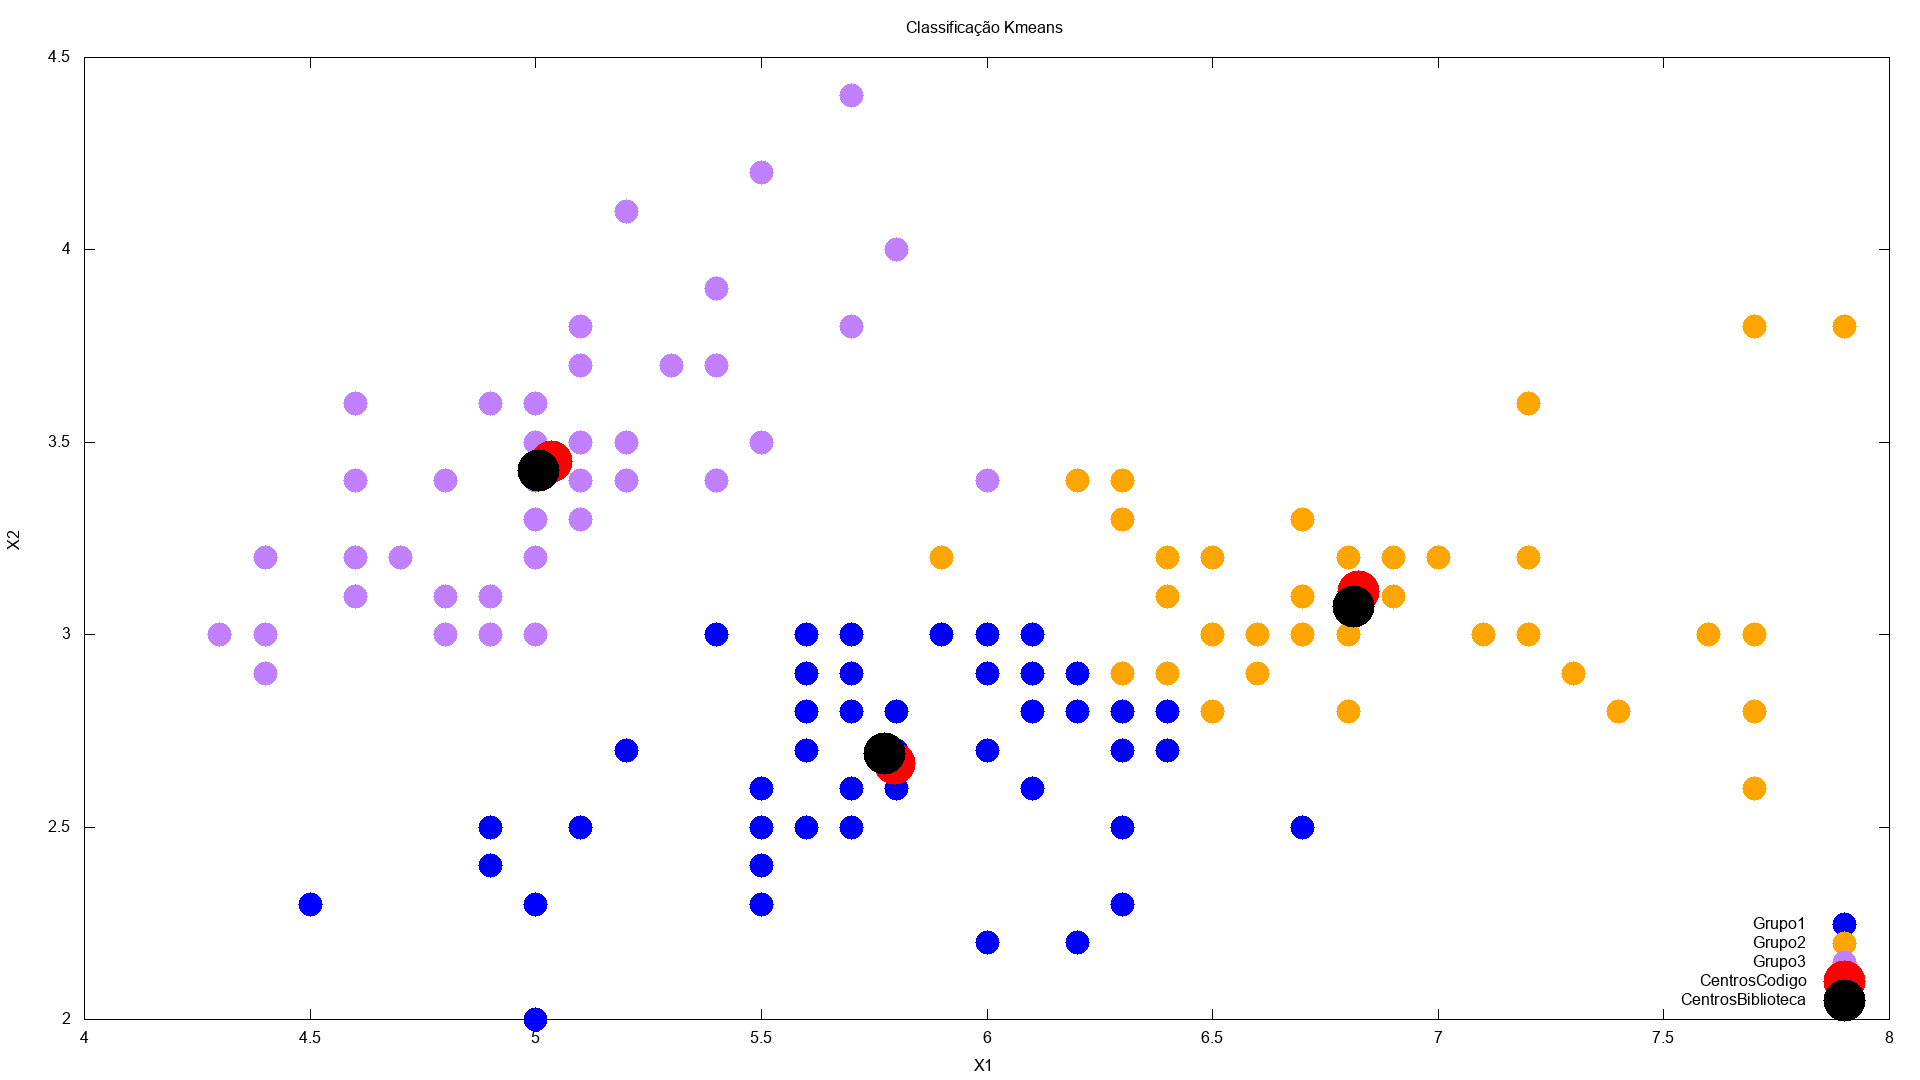 Classificação Kmeans
4.5
4
3.5
3
2.5
2
X2
4
4.5
5
5.5
6
6.5
7
7.5
8
X1
Grupo1
Grupo2
Grupo3
CentrosCodigo
CentrosBiblioteca